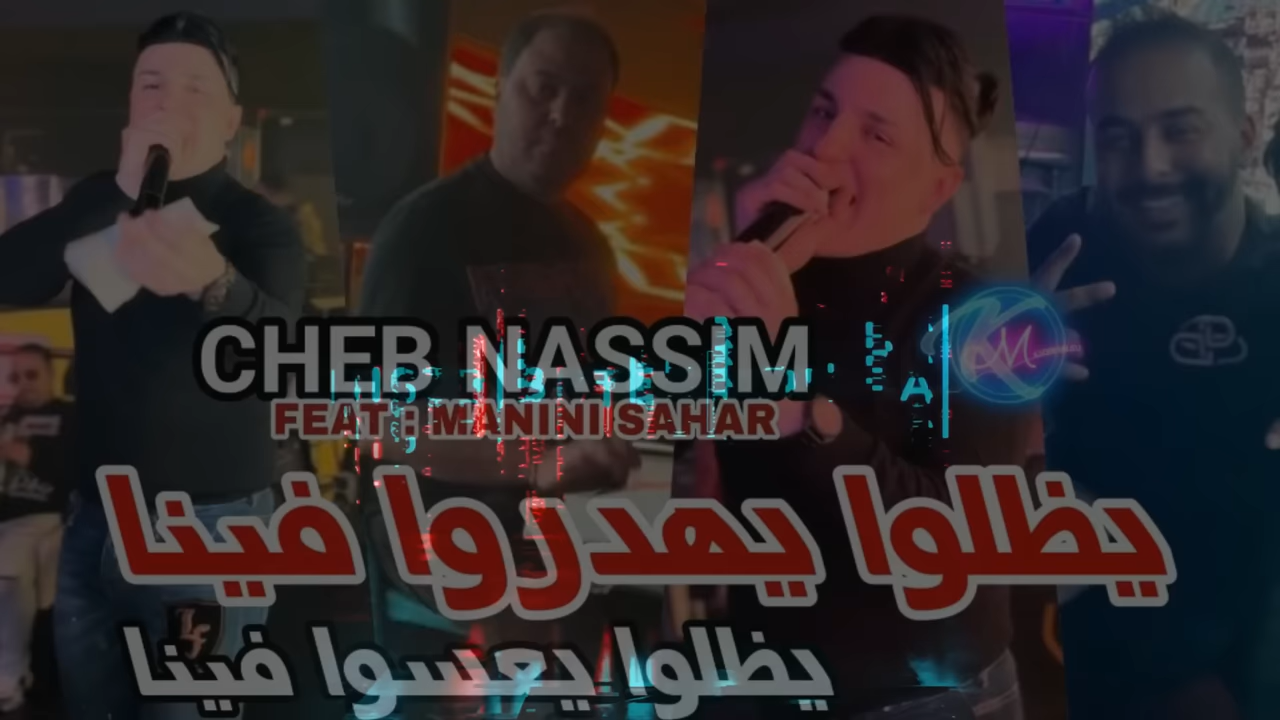 CHEB NASSIM
FEAT : MANINI SAHAR
يظلوا يهدروا فينا
يظلوا يعسوا فينا